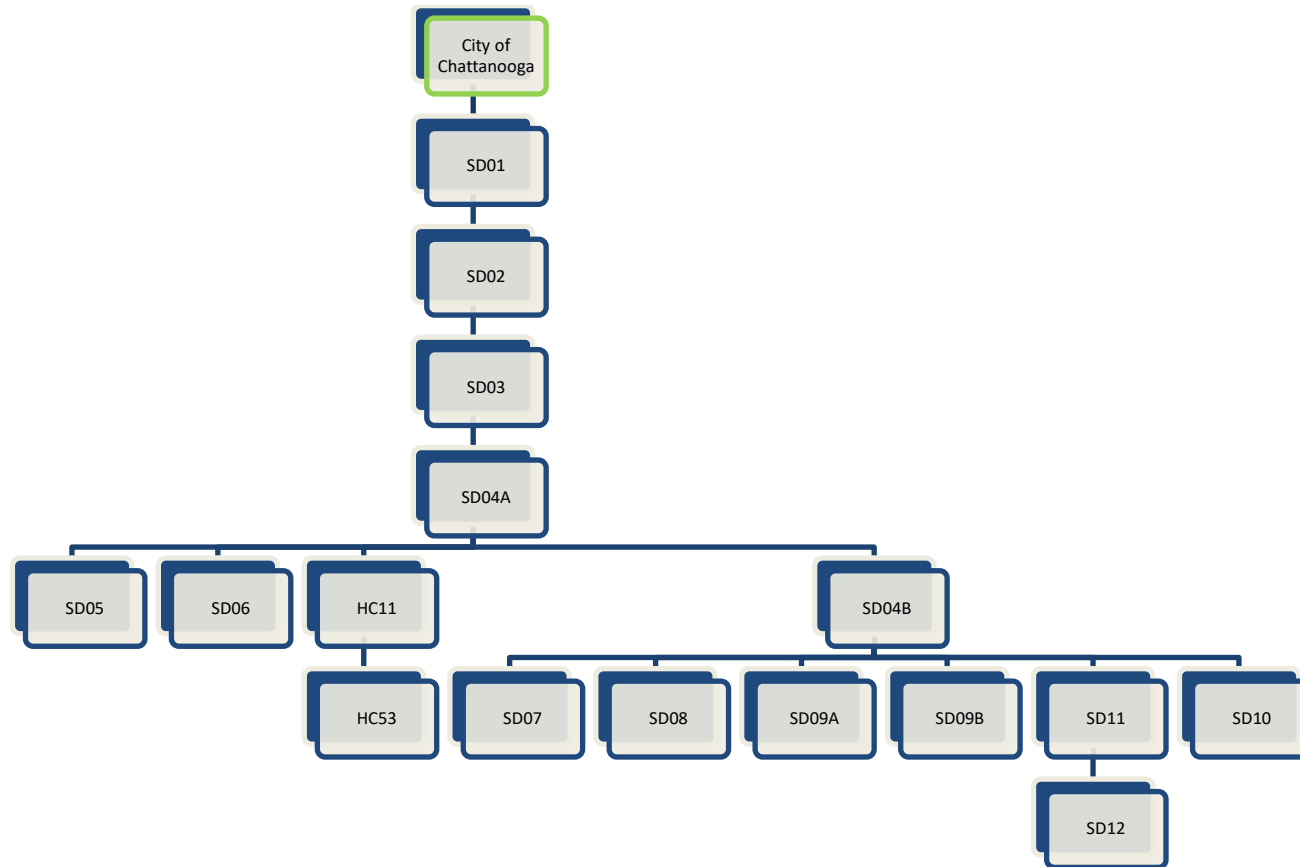 City of
Chattanooga
SD01
SD02
SD03
SD04A
SD05
SD06
HC11
SD04B
HC53
SD07
SD08
SD09A
SD09B
SD11
SD10
SD12